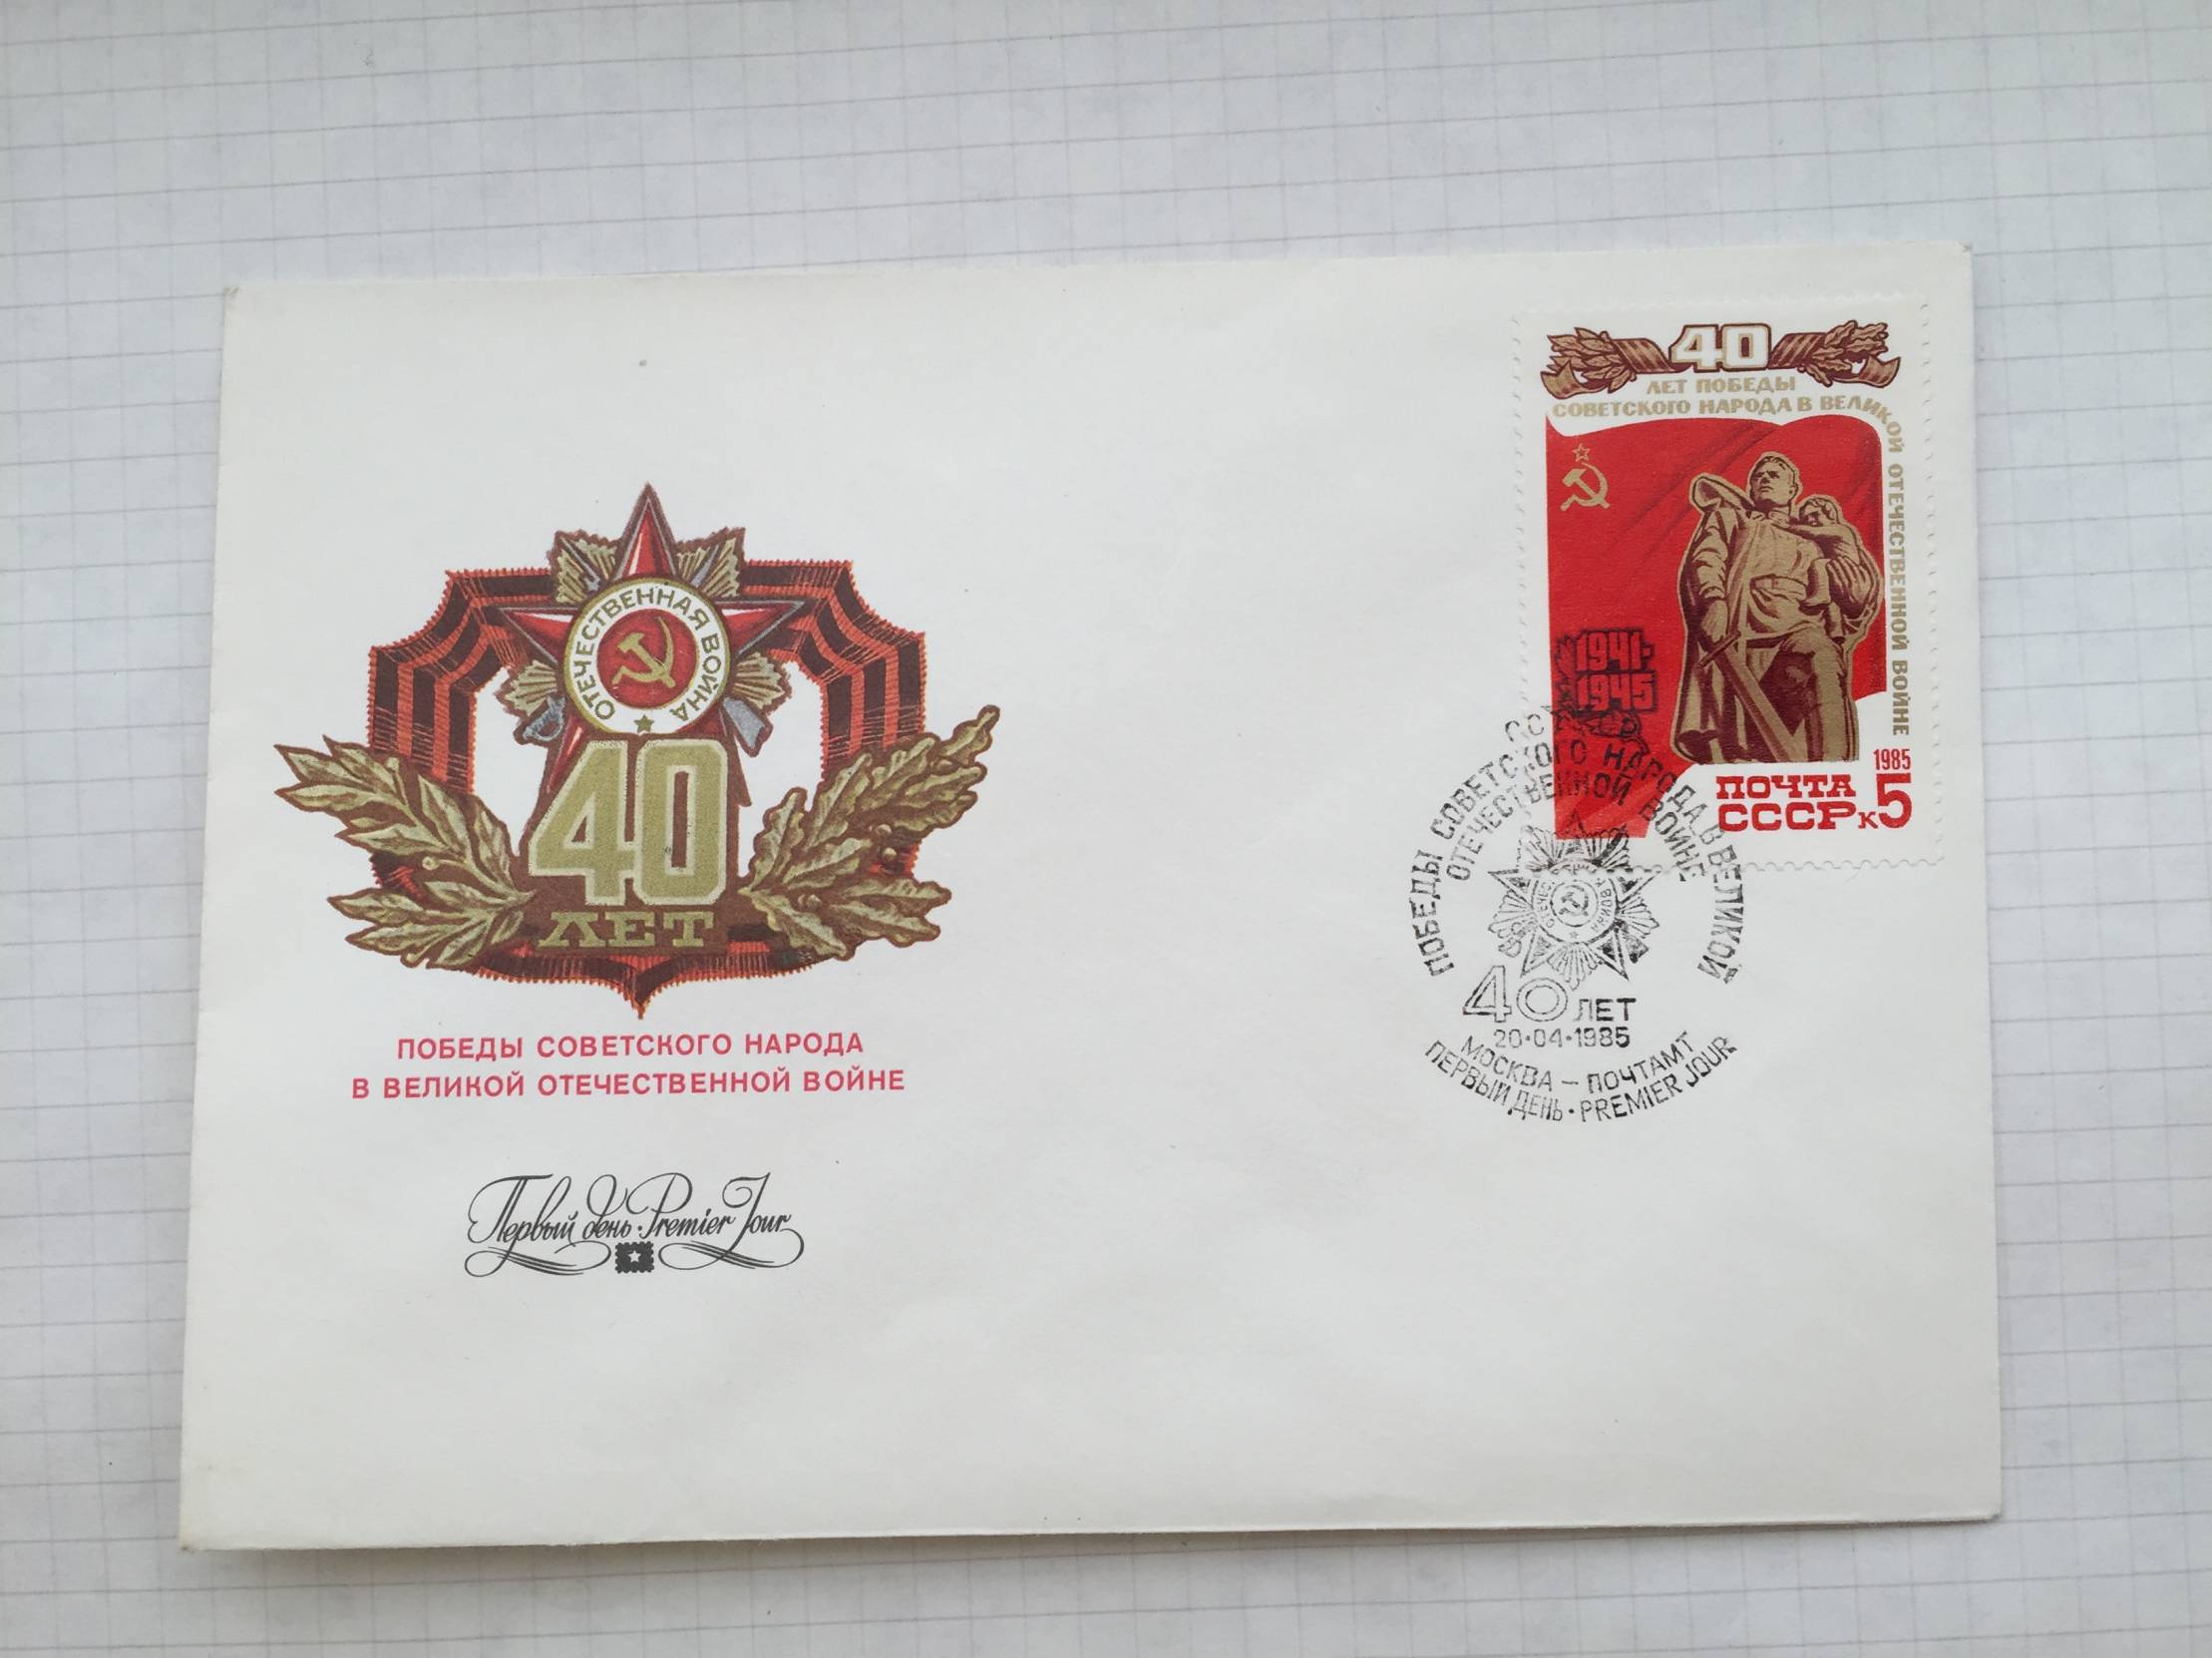 ОТЕЧЕСТВЕННАЯ ВОЙНА
40
ЛЕТ
ПОБЕДЫ СОВЕТСКОГО НАРОДА
В ВЕЛИКОЙ ОТЕЧЕСТВЕННОЙ ВОЙНЕ
Первый день · Premier Jour
40
ЛЕТ ПОБЕДЫ
СОВЕТСКОГО НАРОДА В ВЕЛИКОЙ ОТЕЧЕСТВЕННОЙ ВОЙНЕ
1941-
1945
1985
ПОЧТА
СССР к5
ПОБЕДЫ СОВЕТСКОГО НАРОДА В ВЕЛИКОЙ
ОТЕЧЕСТВЕННОЙ ВОЙНЕ
40 ЛЕТ
20·04·1985
МОСКВА – ПОЧТАМТ
ПЕРВЫЙ ДЕНЬ · PREMIER JOUR